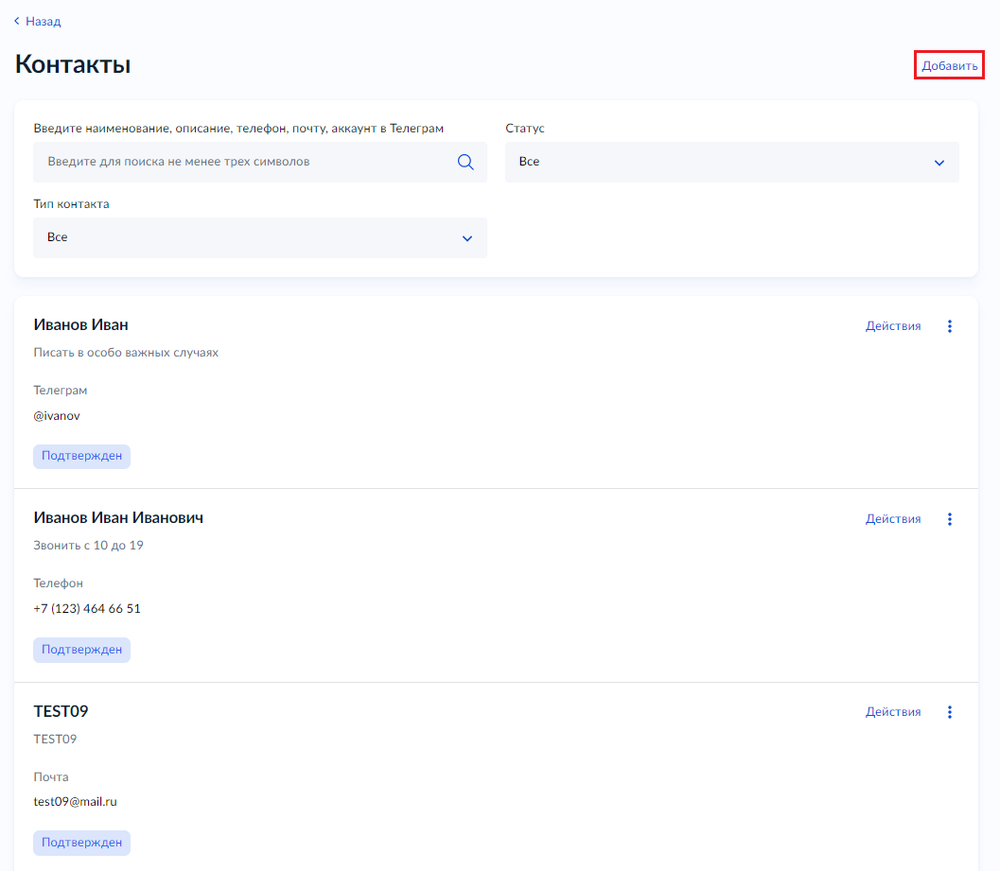 Назад
Контакты
Добавить
Введите наименование, описание, телефон, почту, аккаунт в Телеграм
Введите для поиска не менее трех символов
Статус
Все
Тип контакта
Все
Иванов Иван
Действия
Писать в особо важных случаях
Телеграм
@ivanov
Подтвержден
Иванов Иван Иванович
Действия
Звонить с 10 до 19
Телефон
+7 (123) 464 66 51
Подтвержден
TEST09
Действия
TEST09
Почта
test09@mail.ru
Подтвержден